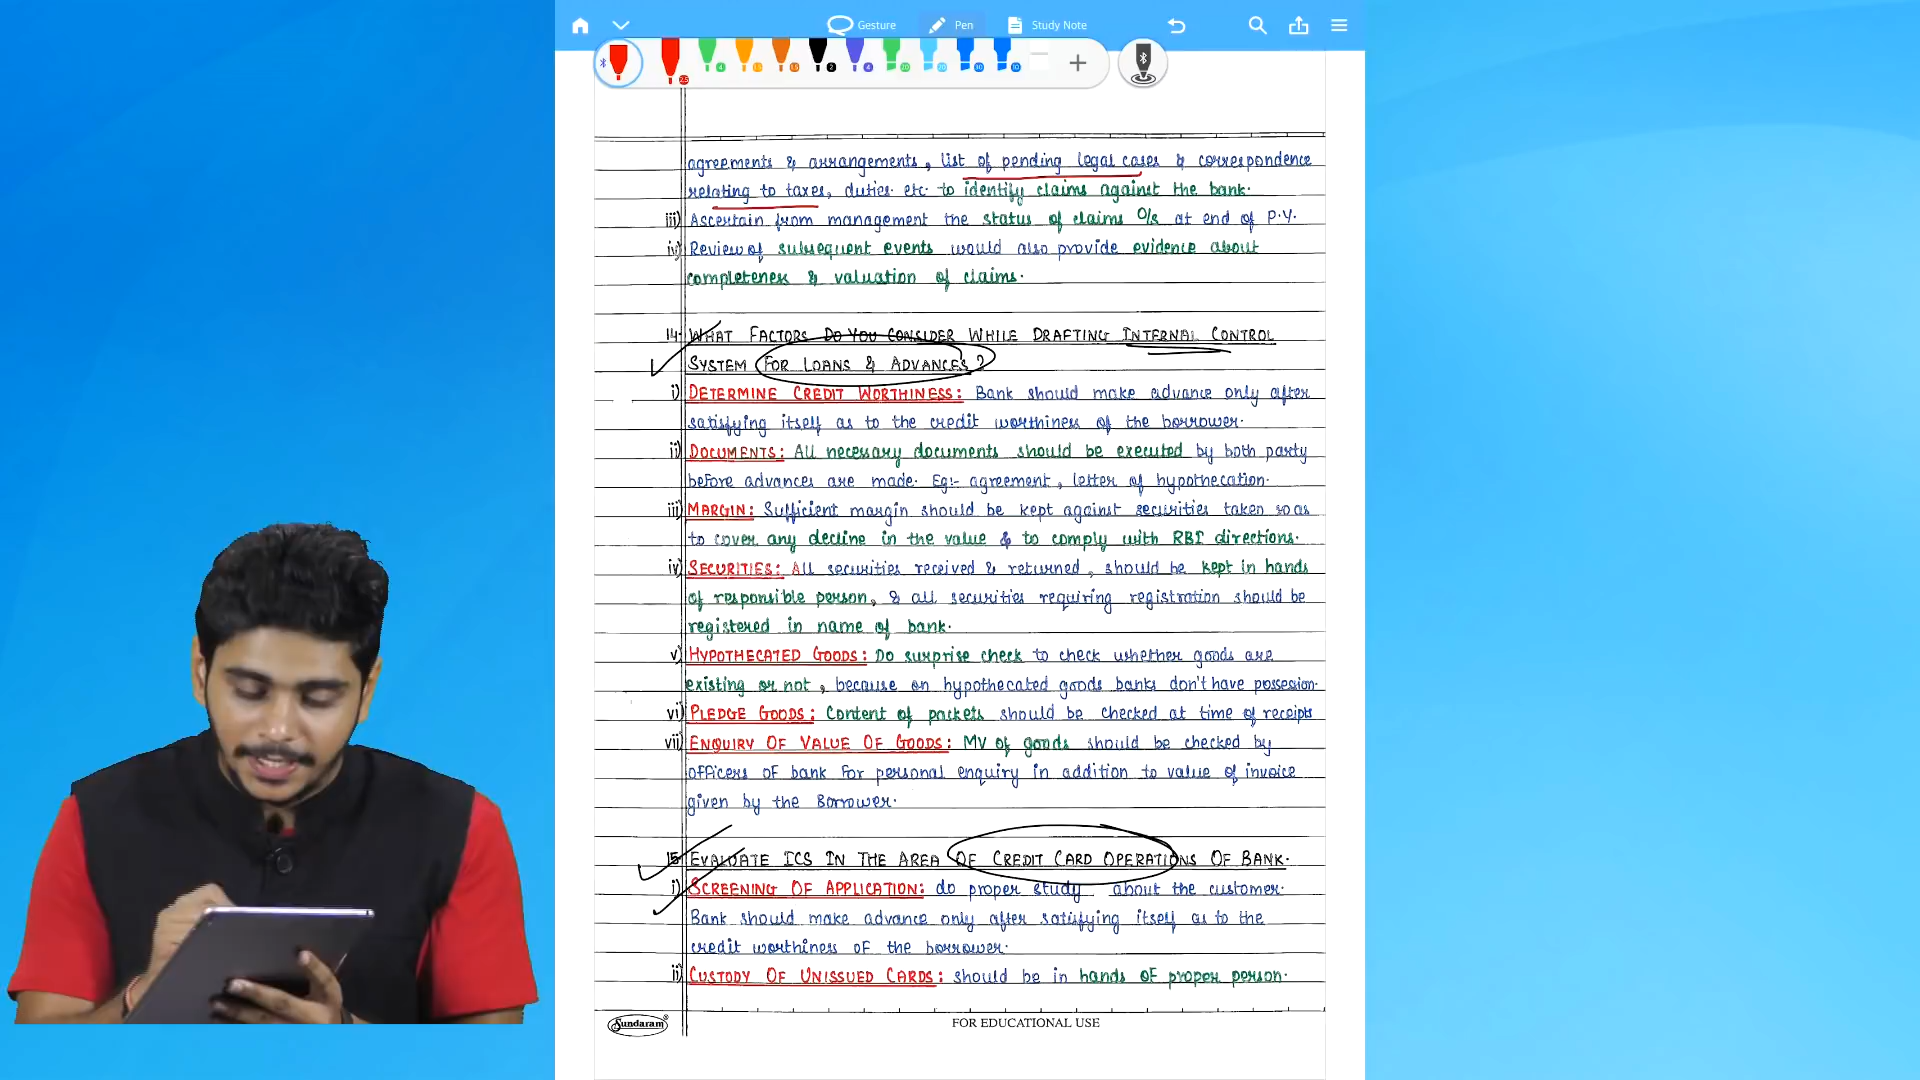 Gesture Pen Study Note
agreements & arrangements, list of pending legal cases & correspondence
relating to taxes, duties etc. to identify claims against the bank.
iii) Ascertain from management the status of claims O/s at end of P.Y.
iv) Review of subsequent events would also provide evidence about
completeness & valuation of claims.
14. WHAT FACTORS DO YOU CONSIDER WHILE DRAFTING INTERNAL CONTROL
SYSTEM FOR LOANS & ADVANCES?
i) DETERMINE CREDIT WORTHINESS: Bank should make advance only after
satisfying itself as to the credit worthiness of the borrower.
ii) DOCUMENTS: All necessary documents should be executed by both party
before advances are made. Eg:- agreement, letter of hypothecation.
iii) MARGIN: Sufficient margin should be kept against securities taken so as
to cover any decline in the value & to comply with RBI directions.
iv) SECURITIES: All securities received & returned, should be kept in hands
of responsible person, & all securities requiring registration should be
registered in name of bank.
v) HYPOTHECATED GOODS: Do surprise check to check whether goods are
existing or not, because on hypothecated goods banks don't have possesion.
vi) PLEDGE GOODS: Content of packets should be checked at time of receipts
vii) ENQUIRY OF VALUE OF GOODS: MV of goods should be checked by
officers of bank for personal enquiry in addition to value of invoice
given by the Borrower.
15. EVALUATE ICS IN THE AREA OF CREDIT CARD OPERATIONS OF BANK.
i) SCREENING OF APPLICATION: do proper study about the customer.
Bank should make advance only after satisfying itself as to the
credit worthiness of the borrower.
ii) CUSTODY OF UNISSUED CARDS: should be in hands of proper person.
Sundaram®
FOR EDUCATIONAL USE